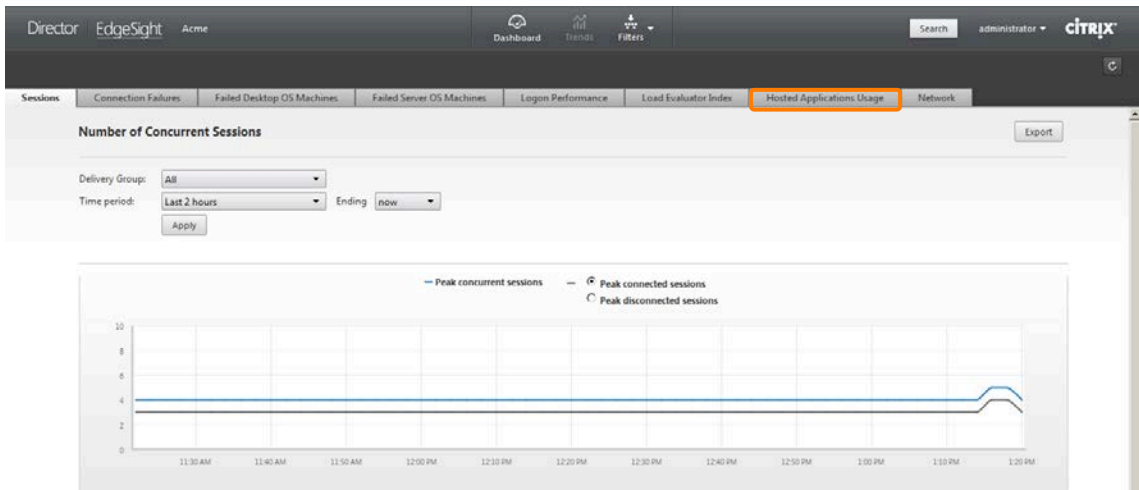 Director EdgeSight Acme Dashboard Trends Filters Search administrator CITRIX
Sessions Connection Failures Failed Desktop OS Machines Failed Server OS Machines Logon Performance Load Evaluator Index Hosted Applications Usage Network
Number of Concurrent Sessions Export
Delivery Group: All
Time period: Last 2 hours Ending now
Apply
Peak concurrent sessions Peak connected sessions
Peak disconnected sessions
10
8
6
4
2
0
11:30 AM 11:40 AM 11:50 AM 12:00 PM 12:10 PM 12:20 PM 12:30 PM 12:40 PM 12:50 PM 1:00 PM 1:10 PM 1:20 PM